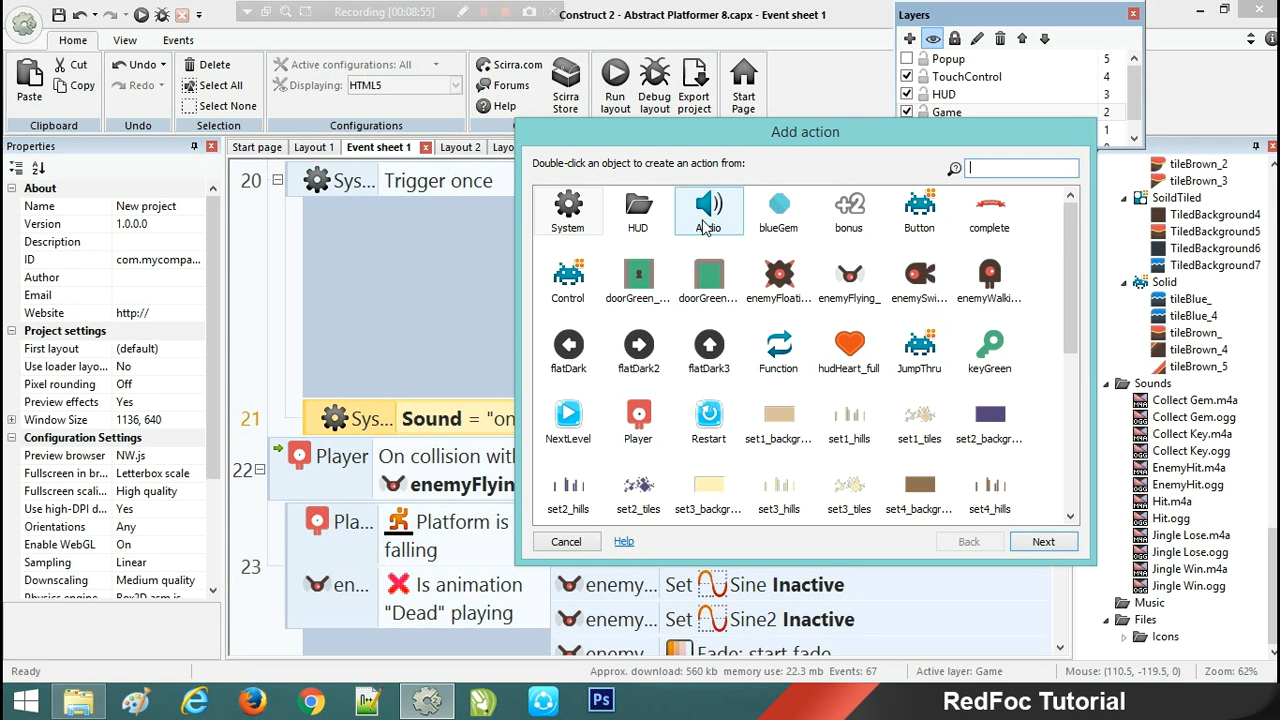 Recording [00:08:55]
Construct 2 - Abstract Platformer 8.capx - Event sheet 1
Home
View
Events
Paste
Cut
Copy
Clipboard
Undo
Redo
Undo
Delete
Select All
Select None
Selection
Active configurations: All
Displaying:
HTML5
Configurations
Scirra.com
Forums
Help
Scirra Store
Run layout
Debug layout
Export project
Start Page
Layers
Popup 5
TouchControl 4
HUD 3
Game 2
1
Properties
About
Name New project
Version 1.0.0.0
Description
ID com.mycompa...
Author
Email
Website http://
Project settings
First layout (default)
Use loader layo... No
Pixel rounding Off
Preview effects Yes
Window Size 1136, 640
Configuration Settings
Preview browser NW.js
Fullscreen in br... Letterbox scale
Fullscreen scali... High quality
Use high-DPI d... Yes
Orientations Any
Enable WebGL On
Sampling Linear
Downscaling Medium quality
Physics engine Box2D asm.js
Start page
Layout 1
Event sheet 1
Layout 2
Layo
20
Sys... Trigger once
21
Sys... Sound = "on
22
Player
On collision with
enemyFlyin
23
Pla...
Platform is falling
en...
Is animation "Dead" playing
enemy... Set Sine Inactive
enemy... Set Sine2 Inactive
enemy... Fade: start fade
Add action
Double-click an object to create an action from:
System HUD Audio blueGem bonus Button complete
Control doorGreen_... doorGreen... enemyFloati... enemyFlying_ enemySwi... enemyWalki...
flatDark flatDark2 flatDark3 Function hudHeart_full JumpThru keyGreen
NextLevel Player Restart set1_backgr... set1_hills set1_tiles set2_backgr...
set2_hills set2_tiles set3_backgr... set3_hills set3_tiles set4_backgr... set4_hills
Cancel
Help
Back
Next
tileBrown_2
tileBrown_3
SoildTiled
TiledBackground4
TiledBackground5
TiledBackground6
TiledBackground7
Solid
tileBlue_
tileBlue_4
tileBrown_
tileBrown_4
tileBrown_5
Sounds
Collect Gem.m4a
Collect Gem.ogg
Collect Key.m4a
Collect Key.ogg
EnemyHit.m4a
EnemyHit.ogg
Hit.m4a
Hit.ogg
Jingle Lose.m4a
Jingle Lose.ogg
Jingle Win.m4a
Jingle Win.ogg
Music
Files
Icons
Ready
Approx. download: 560 kb
memory use: 22.3 mb
Events: 67
Active layer: Game
Mouse: (110.5, -119.5, 0)
Zoom: 62%
Ps
RedFoc Tutorial